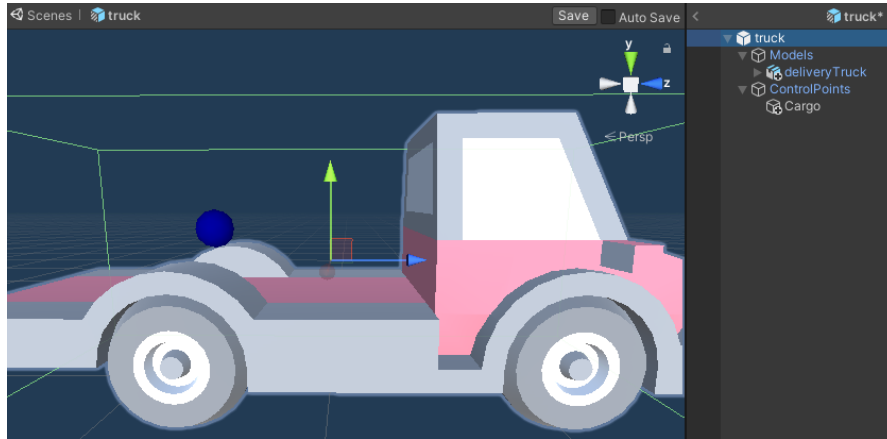 Scenes | truck
Save Auto Save
< truck*
truck
Models
deliveryTruck
ControlPoints
Cargo
y
z
Persp